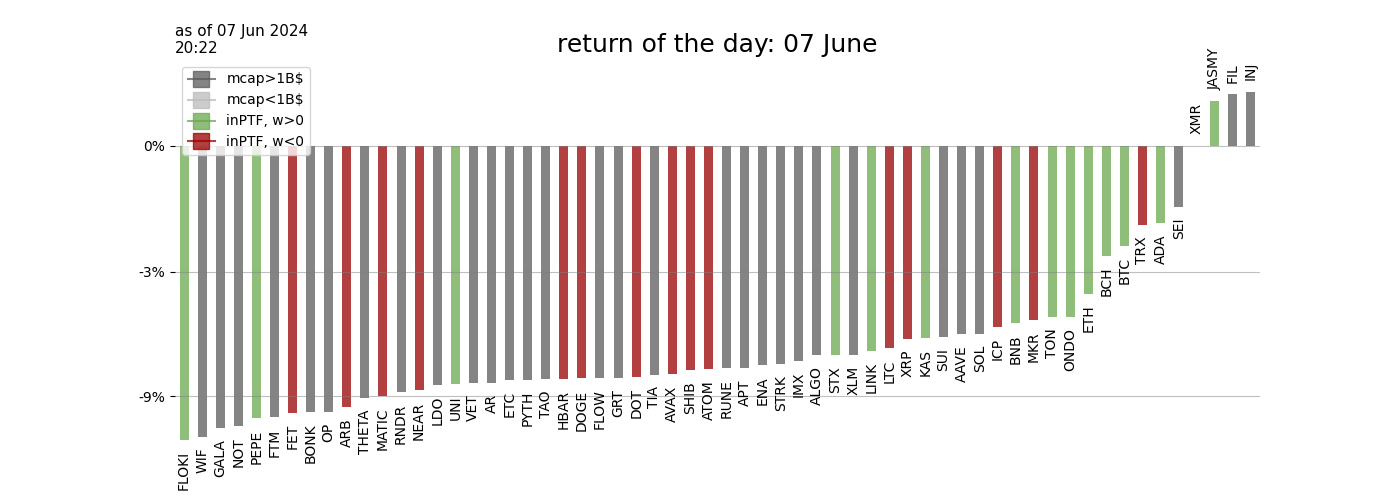 as of 07 Jun 2024
20:22
return of the day: 07 June
mcap>1B$
mcap<1B$
inPTF, w>0
inPTF, w<0
0%
-3%
-9%
FLOKI
WIF
GALA
NOT
PEPE
FTM
FET
BONK
OP
ARB
THETA
MATIC
RNDR
NEAR
LDO
UNI
VET
AR
ETC
PYTH
TAO
HBAR
DOGE
FLOW
GRT
DOT
TIA
AVAX
SHIB
ATOM
RUNE
APT
ENA
STRK
IMX
ALGO
STX
XLM
LINK
LTC
XRP
KAS
SUI
AAVE
SOL
ICP
BNB
MKR
TON
ONDO
ETH
BCH
BTC
TRX
ADA
SEI
XMR
JASMY
FIL
INJ